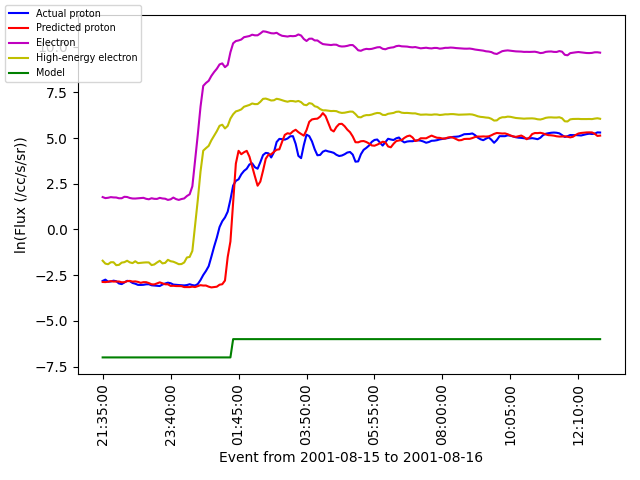 Actual proton
Predicted proton
Electron
High-energy electron
Model
10.0
7.5
5.0
2.5
0.0
−2.5
−5.0
−7.5
ln(Flux (/cc/s/sr))
21:35:00
23:40:00
01:45:00
03:50:00
05:55:00
08:00:00
10:05:00
12:10:00
Event from 2001-08-15 to 2001-08-16